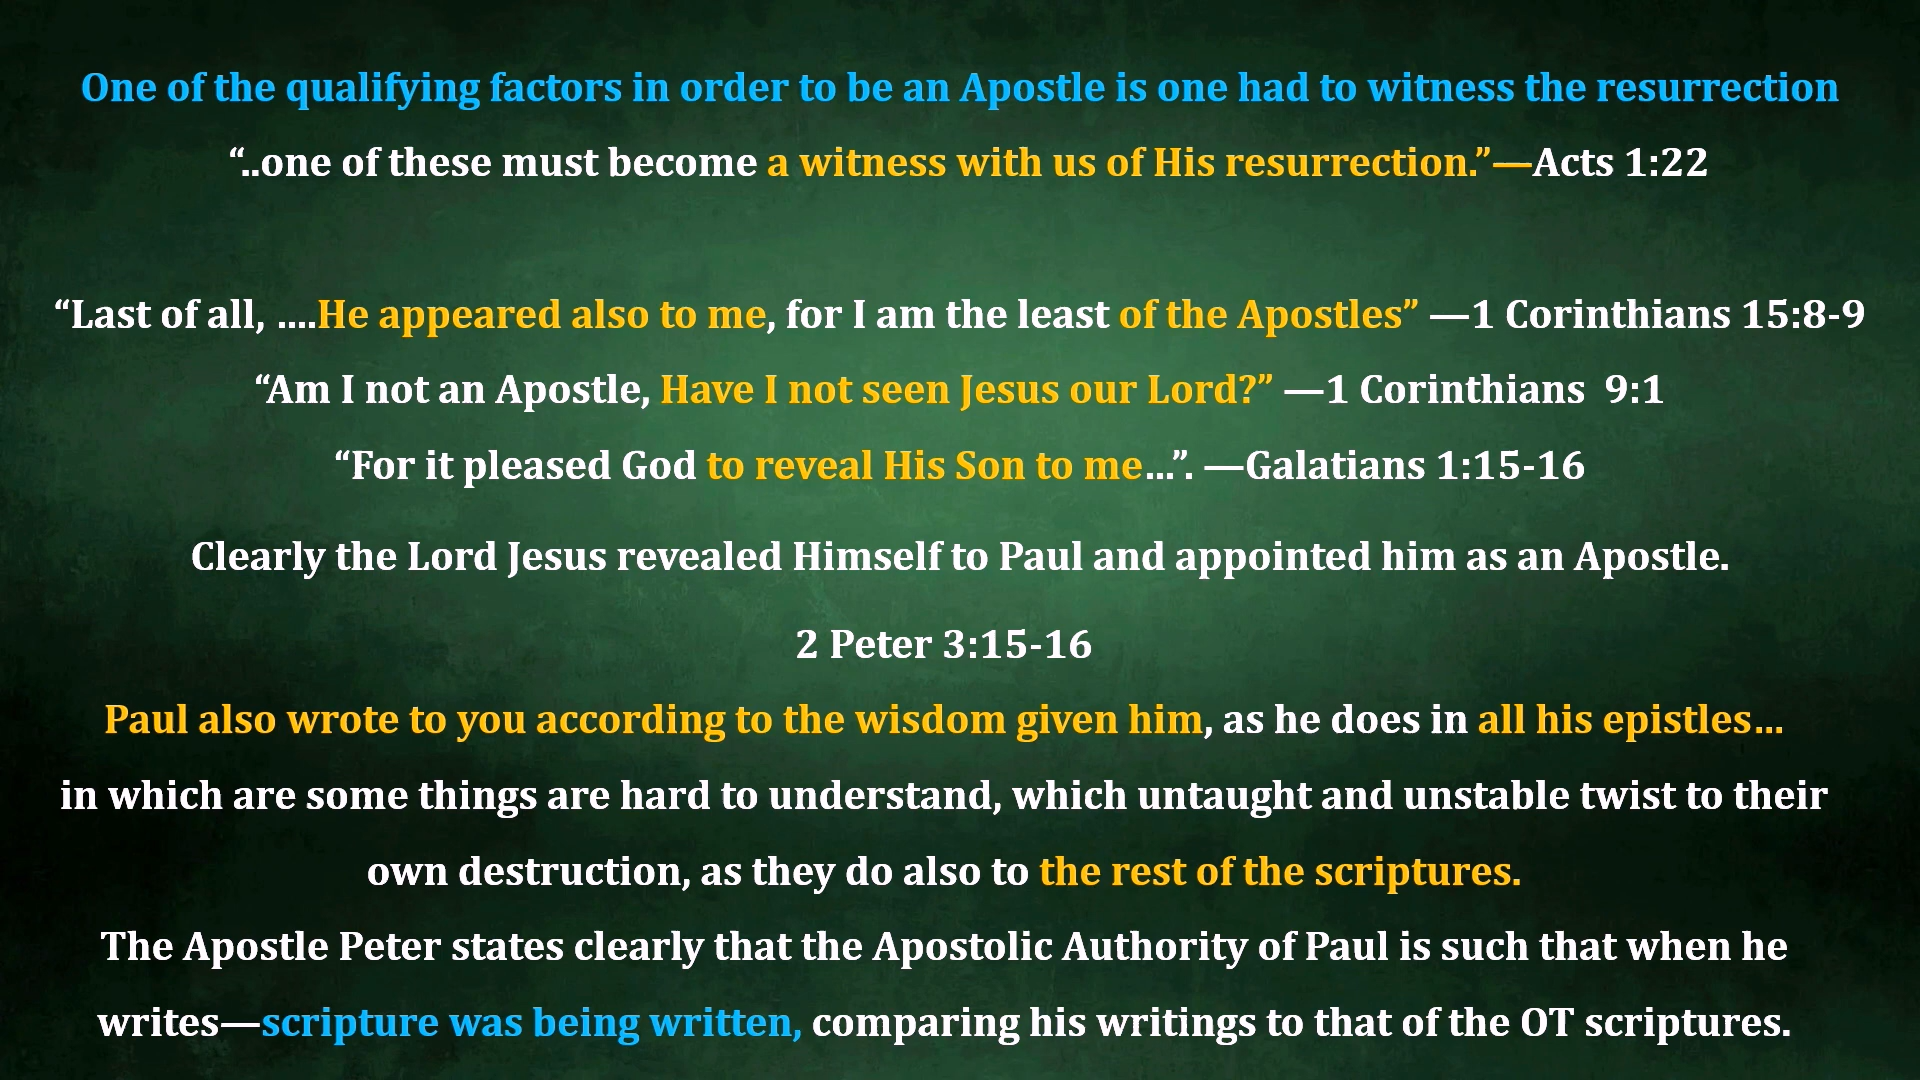 One of the qualifying factors in order to be an Apostle is one had to witness the resurrection
“..one of these must become a witness with us of His resurrection.”—Acts 1:22
“Last of all, ....He appeared also to me, for I am the least of the Apostles” —1 Corinthians 15:8-9
“Am I not an Apostle, Have I not seen Jesus our Lord?” —1 Corinthians  9:1
“For it pleased God to reveal His Son to me…”. —Galatians 1:15-16
Clearly the Lord Jesus revealed Himself to Paul and appointed him as an Apostle.
2 Peter 3:15-16
Paul also wrote to you according to the wisdom given him, as he does in all his epistles…
in which are some things are hard to understand, which untaught and unstable twist to their
own destruction, as they do also to the rest of the scriptures.
The Apostle Peter states clearly that the Apostolic Authority of Paul is such that when he
writes—scripture was being written, comparing his writings to that of the OT scriptures.